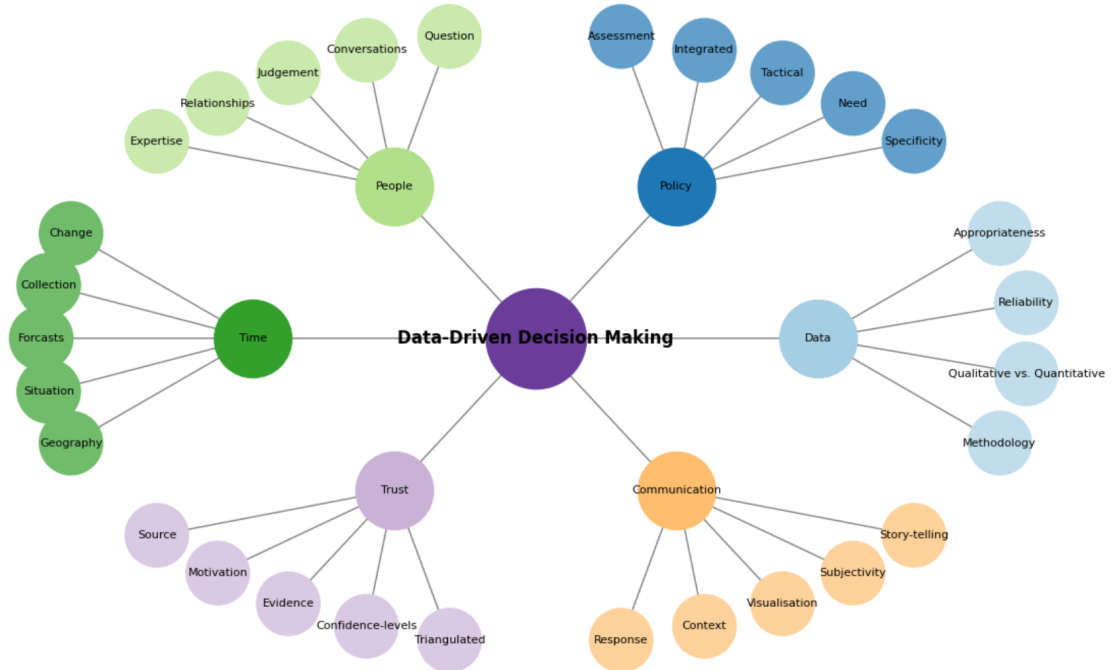 Question
Assessment
Conversations
Integrated
Judgement
Tactical
Relationships
Need
Expertise
Specificity
People
Policy
Change
Appropriateness
Collection
Reliability
Forcasts
Time
Data-Driven Decision Making
Data
Qualitative vs. Quantitative
Situation
Geography
Methodology
Trust
Communication
Source
Story-telling
Motivation
Subjectivity
Evidence
Visualisation
Confidence-levels
Context
Triangulated
Response